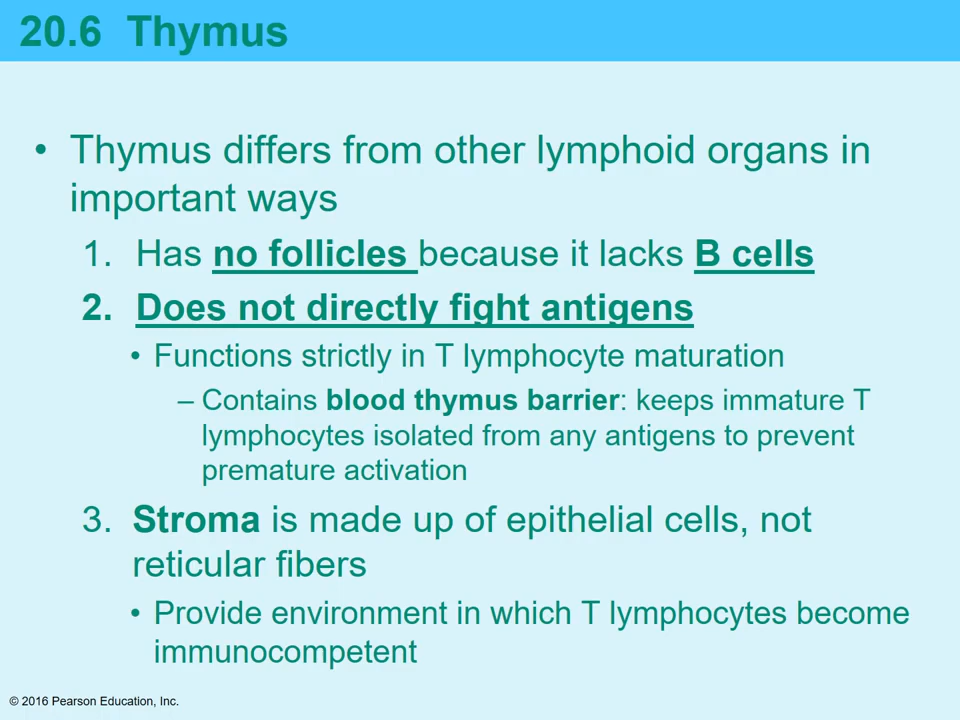 20.6 Thymus
• Thymus differs from other lymphoid organs in
important ways
1. Has no follicles because it lacks B cells
2. Does not directly fight antigens
• Functions strictly in T lymphocyte maturation
– Contains blood thymus barrier: keeps immature T
lymphocytes isolated from any antigens to prevent
premature activation
3. Stroma is made up of epithelial cells, not
reticular fibers
• Provide environment in which T lymphocytes become
immunocompetent
© 2016 Pearson Education, Inc.